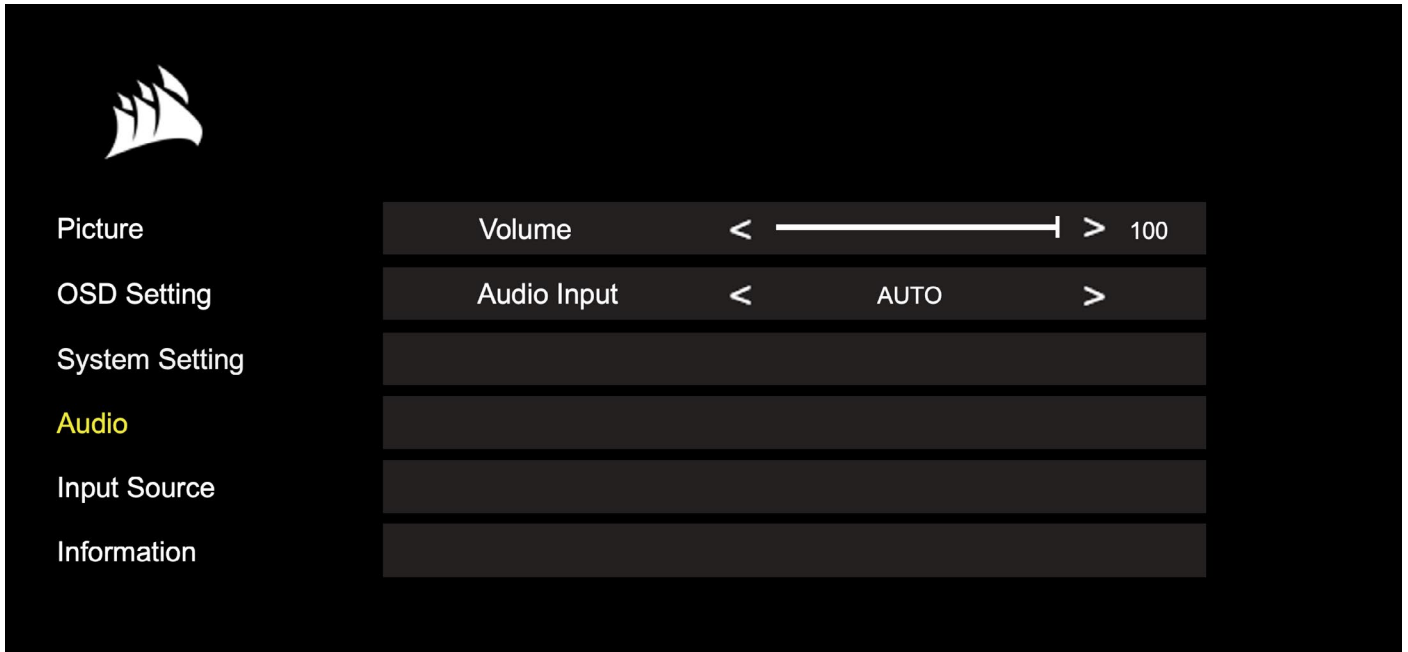 Picture
Volume < > 100
OSD Setting
Audio Input < AUTO >
System Setting
Audio
Input Source
Information